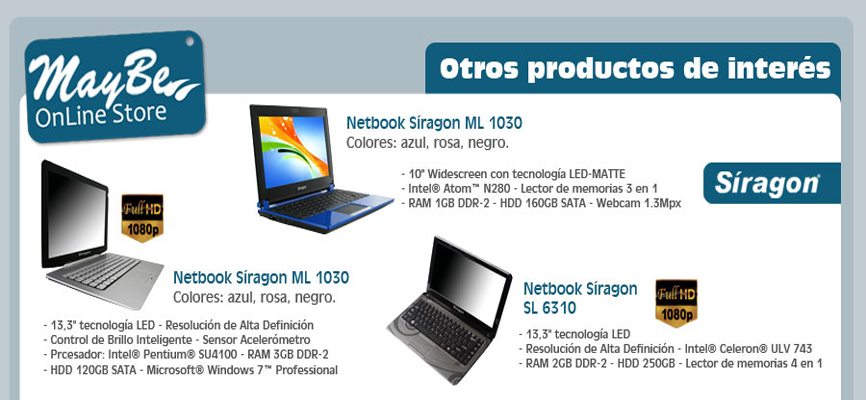 MayBe
OnLine Store
Otros productos de interés
Netbook Síragon ML 1030
Colores: azul, rosa, negro.
- 10" Widescreen con tecnología LED-MATTE
- Intel® Atom™ N280 - Lector de memorias 3 en 1
- RAM 1GB DDR-2 - HDD 160GB SATA - Webcam 1.3Mpx
Síragon®
Full HD
1080p
Netbook Síragon ML 1030
Colores: azul, rosa, negro.
- 13,3" tecnología LED - Resolución de Alta Definición
- Control de Brillo Inteligente - Sensor Acelerómetro
- Prcesador: Intel® Pentium® SU4100 - RAM 3GB DDR-2
- HDD 120GB SATA - Microsoft® Windows 7™ Professional
Netbook Síragon
SL 6310
Full HD
1080p
- 13,3" tecnología LED
- Resolución de Alta Definición - Intel® Celeron® ULV 743
- RAM 2GB DDR-2 - HDD 250GB - Lector de memorias 4 en 1